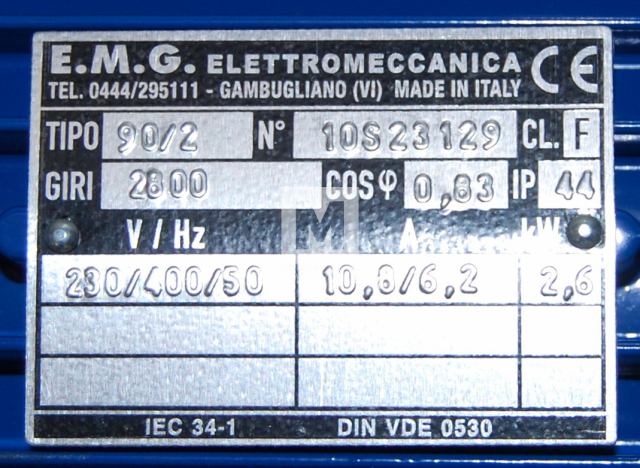 E.M.G. ELETTROMECCANICA CE
TEL. 0444/295111 - GAMBUGLIANO (VI) MADE IN ITALY
TIPO 90/2 N° 10S23129 CL. F
GIRI 2800 COSφ 0,83 IP 44
V / Hz A kW
230/400/50 10,8/6,2 2,6
IEC 34-1 DIN VDE 0530